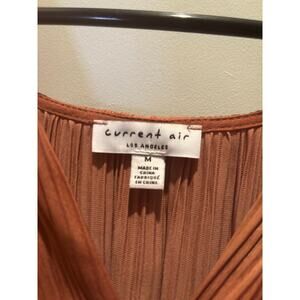 current air
LOS ANGELES
M
MADE IN
CHINA
FABRIQUÉ
EN CHINE